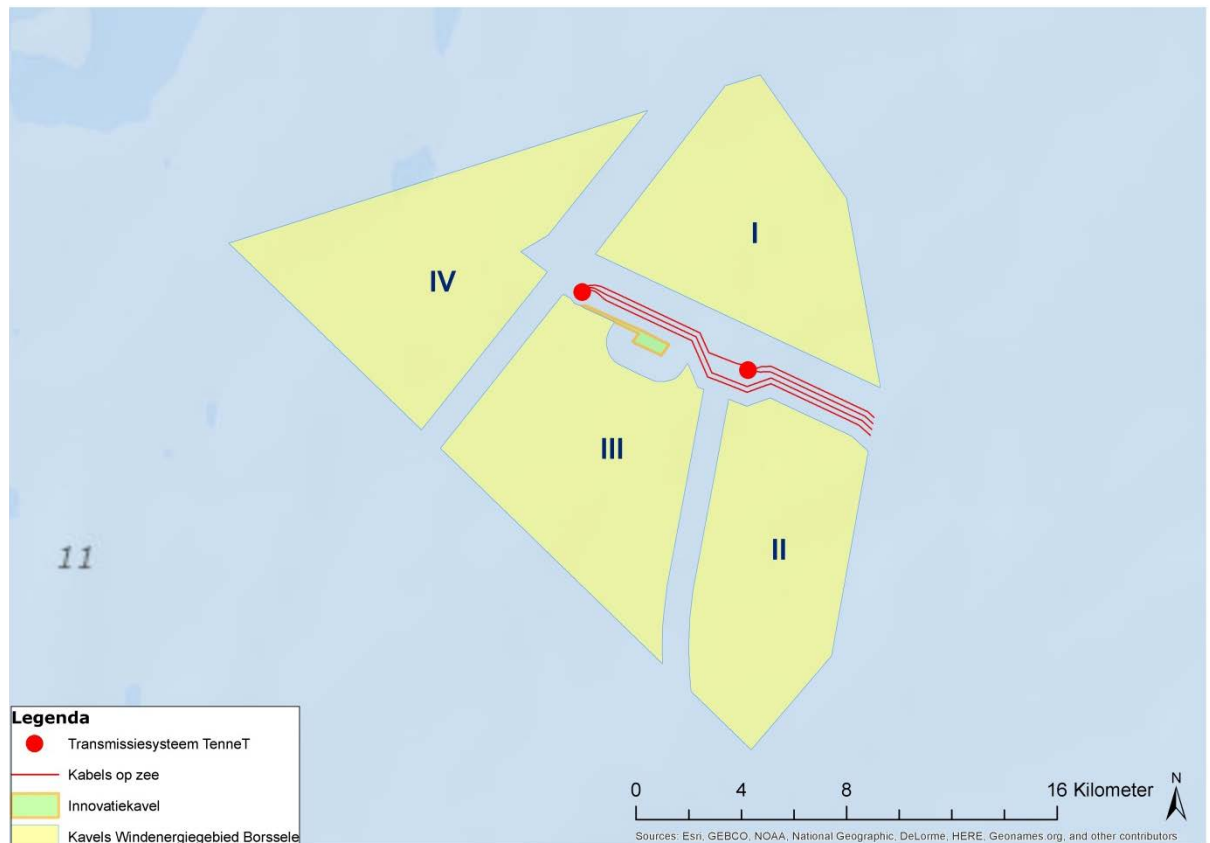 I
IV
III
II
11
Legenda
Transmissiesysteem TenneT
Kabels op zee
Innovatiekavel
Kavels Windenergiegebied Borssele
0 4 8 16 Kilometer
N
Sources: Esri, GEBCO, NOAA, National Geographic, DeLorme, HERE, Geonames.org, and other contributors